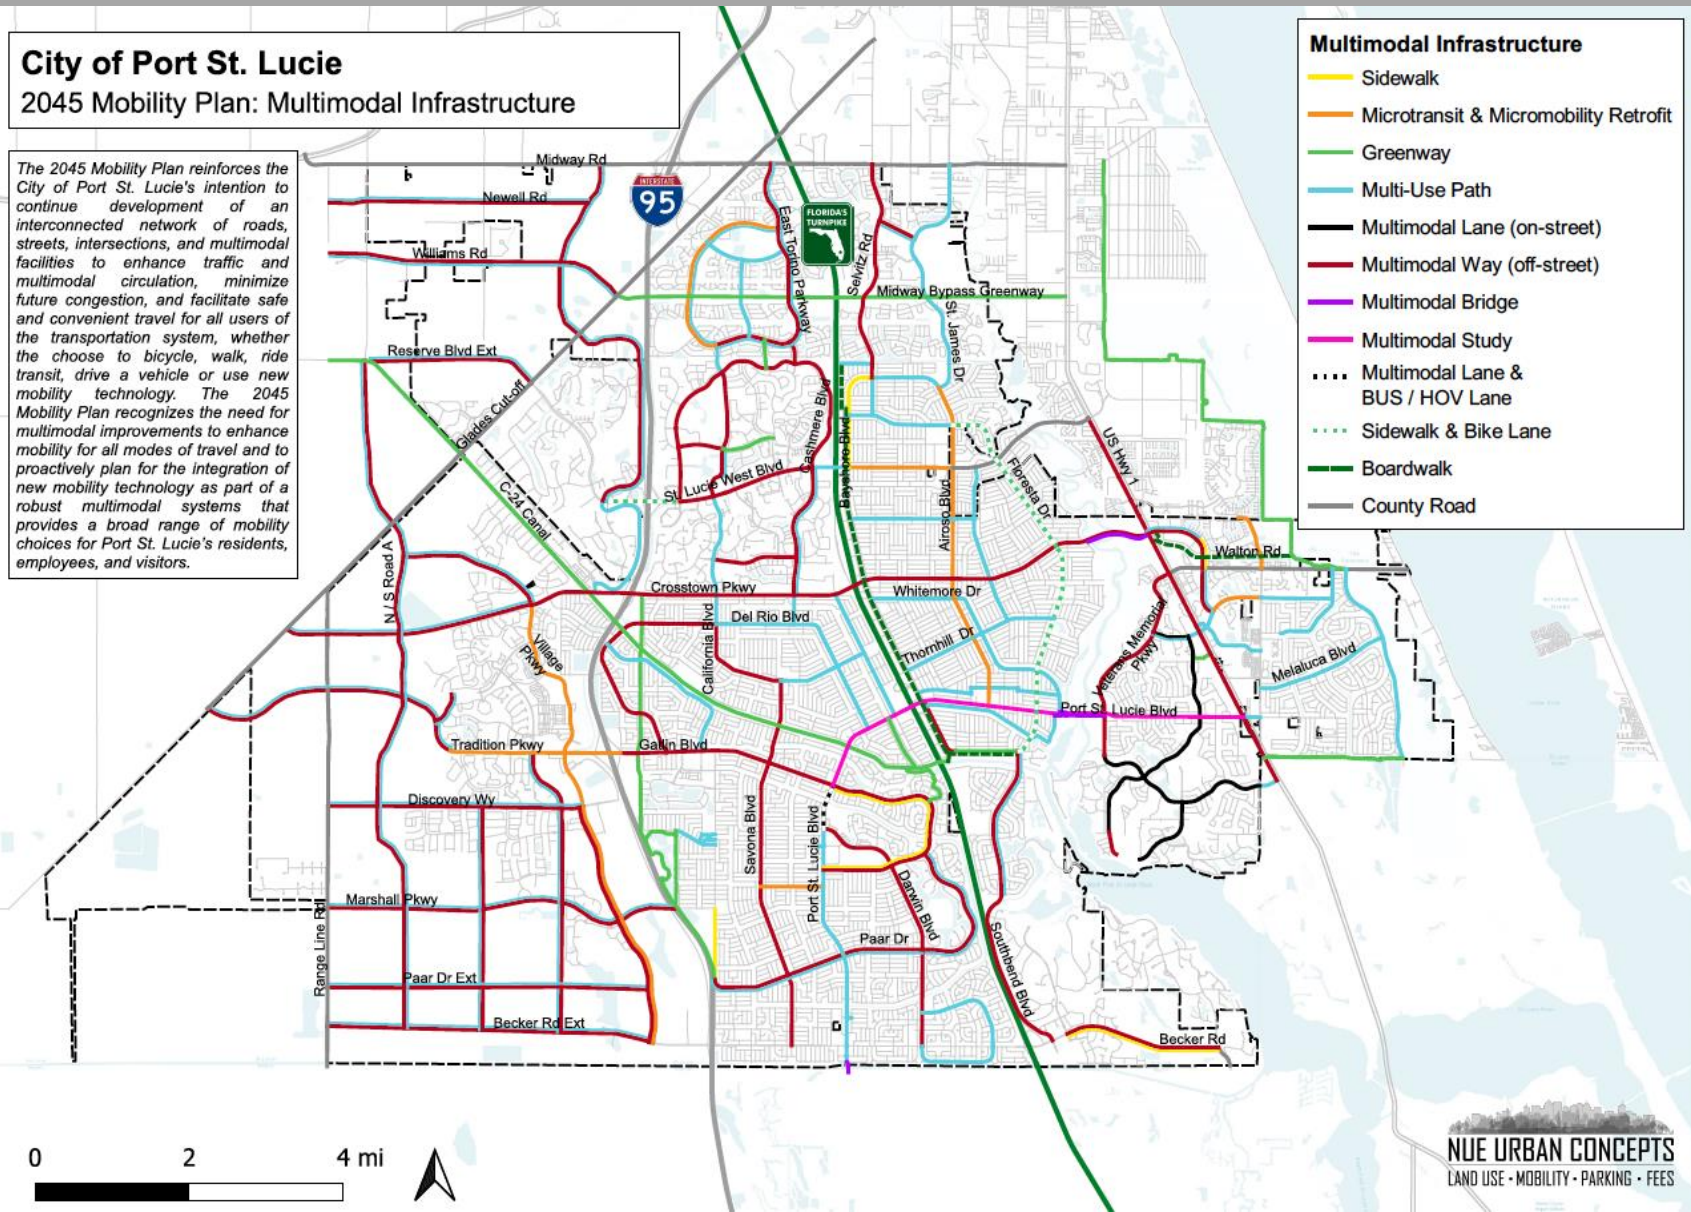 City of Port St. Lucie
2045 Mobility Plan: Multimodal Infrastructure
The 2045 Mobility Plan reinforces the
City of Port St. Lucie's intention to
continue development of an
interconnected network of roads,
streets, intersections, and multimodal
facilities to enhance traffic and
multimodal circulation, minimize
future congestion, and facilitate safe
and convenient travel for all users of
the transportation system, whether
the choose to bicycle, walk, ride
transit, drive a vehicle or use new
mobility technology. The 2045
Mobility Plan recognizes the need for
multimodal improvements to enhance
mobility for all modes of travel and to
proactively plan for the integration of
new mobility technology as part of a
robust multimodal systems that
provides a broad range of mobility
choices for Port St. Lucie's residents,
employees, and visitors.
Multimodal Infrastructure
Sidewalk
Microtransit & Micromobility Retrofit
Greenway
Multi-Use Path
Multimodal Lane (on-street)
Multimodal Way (off-street)
Multimodal Bridge
Multimodal Study
Multimodal Lane &
BUS / HOV Lane
Sidewalk & Bike Lane
Boardwalk
County Road
Midway Rd
INTERSTATE
95
Newell Rd
FLORIDA'S
TURNPIKE
East Torino Parkway
Selvitz Rd
Williams Rd
Midway Bypass Greenway
St. James Dr
Reserve Blvd Ext
Glades Cut-off
Cashmere Blvd
Bayshore Blvd
US Hwy 1
St. Lucie West Blvd
Floresta Dr
C-24 Canal
Airoso Blvd
Walton Rd
N / S Road A
Crosstown Pkwy
Whitemore Dr
Del Rio Blvd
California Blvd
Thornhill Dr
Veterans Memorial
Pkwy
Village
Pkwy
Melaluca Blvd
Port St. Lucie Blvd
Tradition Pkwy
Gatlin Blvd
Discovery Wy
Savona Blvd
Port St. Lucie Blvd
Darwin Blvd
Marshall Pkwy
Range Line Rd
Paar Dr
Southbend Blvd
Paar Dr Ext
Becker Rd Ext
Becker Rd
0 2 4 mi
NUE URBAN CONCEPTS
LAND USE • MOBILITY • PARKING • FEES